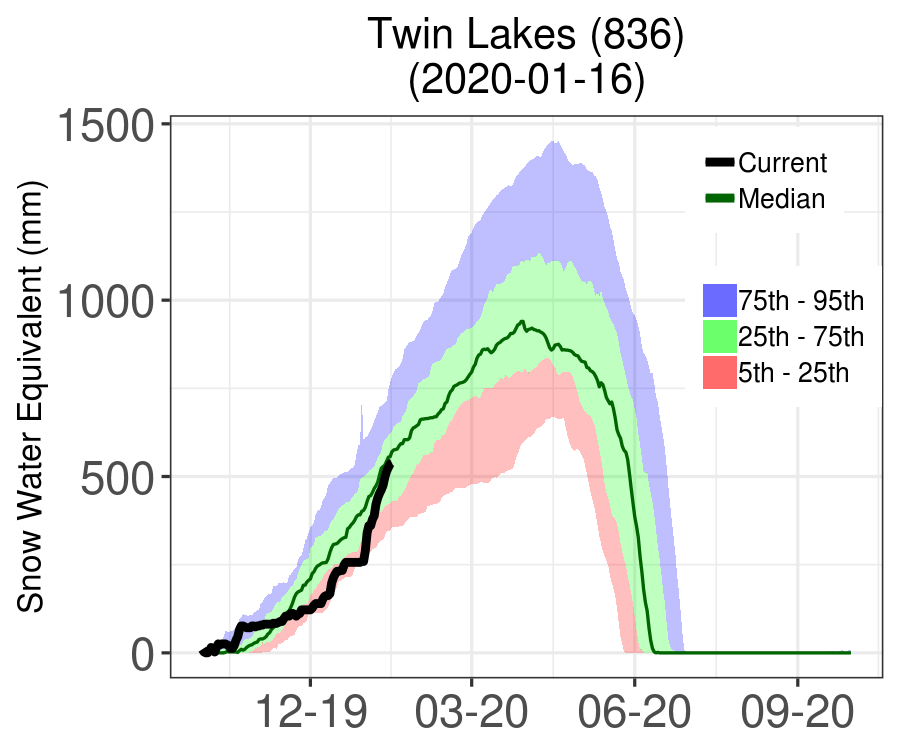 Twin Lakes (836)
(2020-01-16)
Snow Water Equivalent (mm)
1500
1000
500
0
12-19
03-20
06-20
09-20
Current
Median
75th - 95th
25th - 75th
5th - 25th